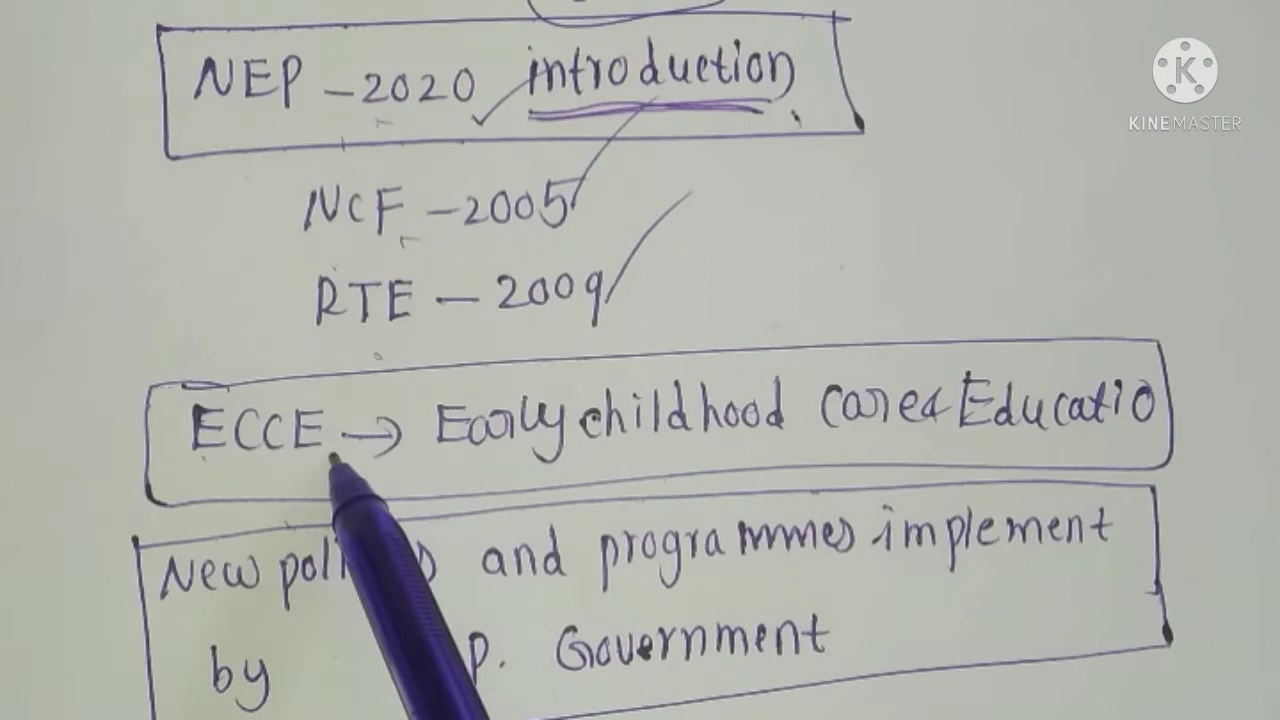 NEP - 2020 introduction
KINEMASTER
NCF - 2005
RTE - 2009
ECCE → Early childhood care & Educatio
New and programmes implement
by P. Government